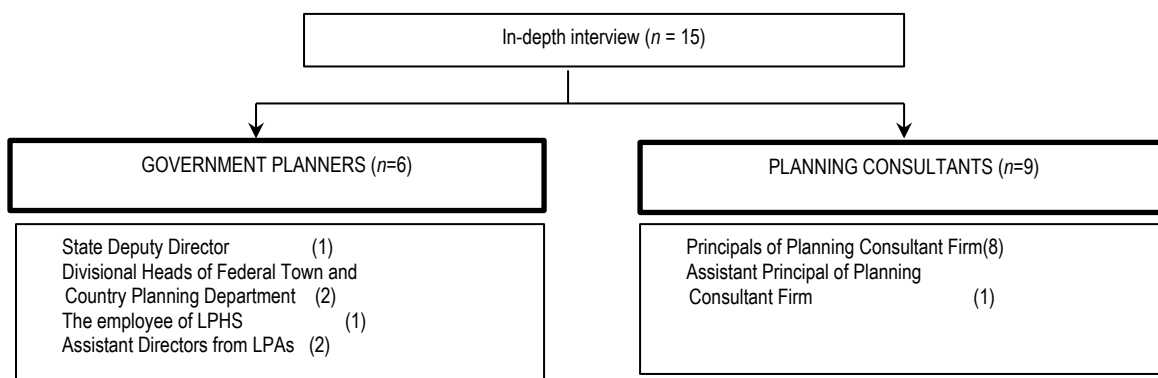 In-depth interview (n = 15)
GOVERNMENT PLANNERS (n=6)
State Deputy Director (1)
Divisional Heads of Federal Town and
Country Planning Department (2)
The employee of LPHS (1)
Assistant Directors from LPAs (2)
PLANNING CONSULTANTS (n=9)
Principals of Planning Consultant Firm(8)
Assistant Principal of Planning
Consultant Firm (1)